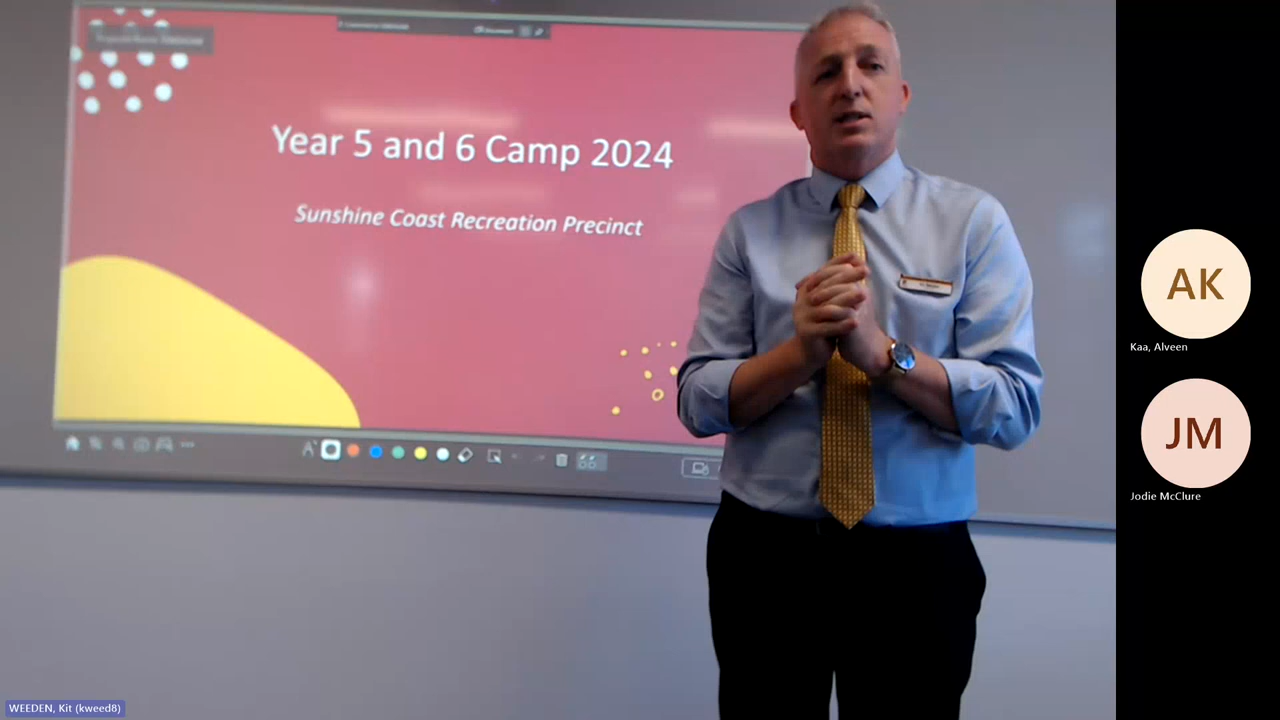 Year 5 and 6 Camp 2024
Sunshine Coast Recreation Precinct
AK
Kaa, Alveen
JM
Jodie McClure
WEEDEN, Kit (kweed8)